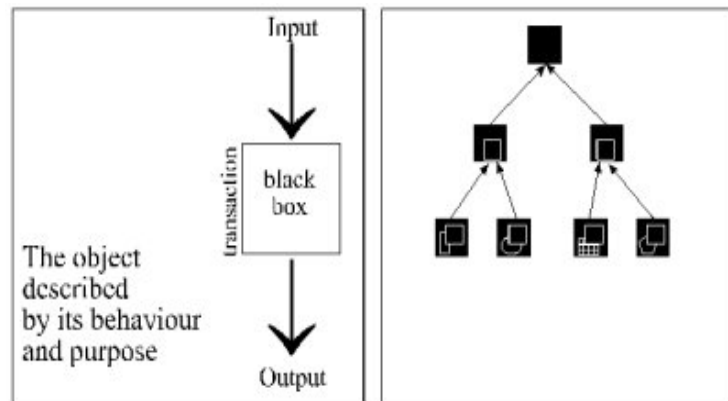 Input
transaction
black
box
The object
described
by its behaviour
and purpose
Output